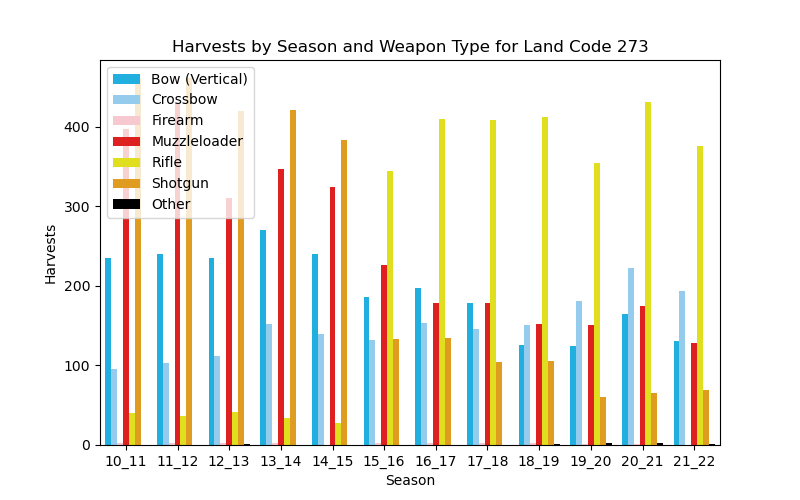 Harvests by Season and Weapon Type for Land Code 273
Bow (Vertical)
Crossbow
Firearm
Muzzleloader
Rifle
Shotgun
Other
400
300
200
100
0
Harvests
10_11 11_12 12_13 13_14 14_15 15_16 16_17 17_18 18_19 19_20 20_21 21_22
Season